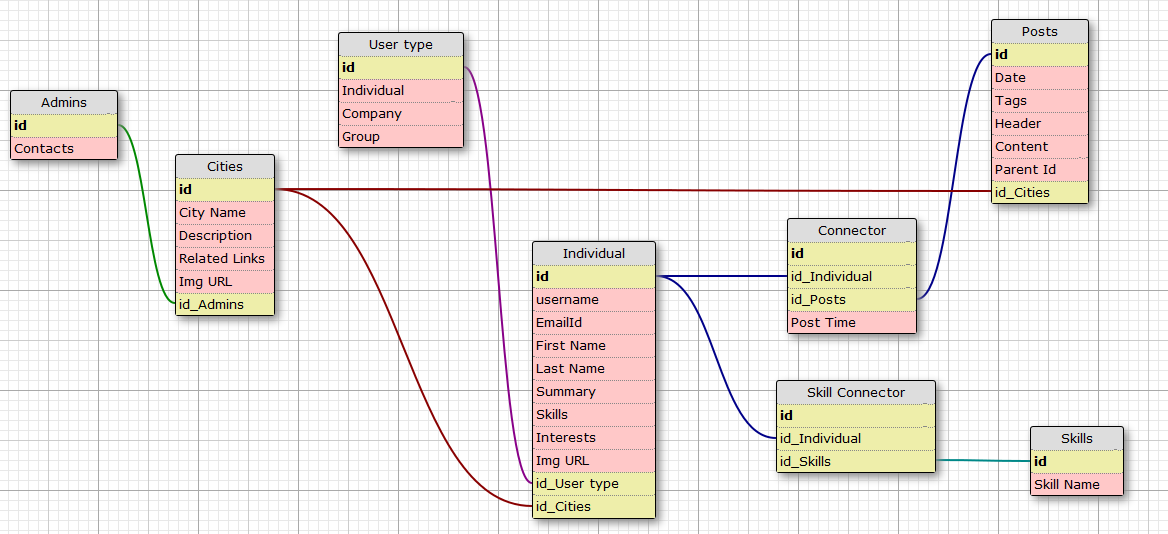 Admins
id
Contacts
Cities
id
City Name
Description
Related Links
Img URL
id_Admins
User type
id
Individual
Company
Group
Individual
id
username
EmailId
First Name
Last Name
Summary
Skills
Interests
Img URL
id_User type
id_Cities
Connector
id
id_Individual
id_Posts
Post Time
Skill Connector
id
id_Individual
id_Skills
Posts
id
Date
Tags
Header
Content
Parent Id
id_Cities
Skills
id
Skill Name